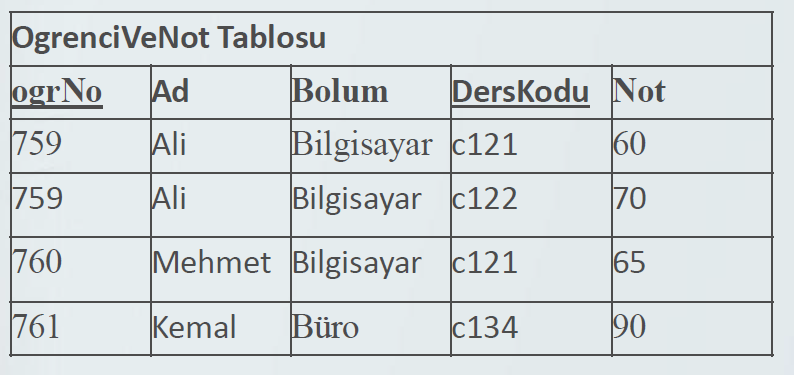 OgrenciVeNot Tablosu
ogrNo Ad Bolum DersKodu Not
759 Ali Bilgisayar c121 60
759 Ali Bilgisayar c122 70
760 Mehmet Bilgisayar c121 65
761 Kemal Büro c134 90